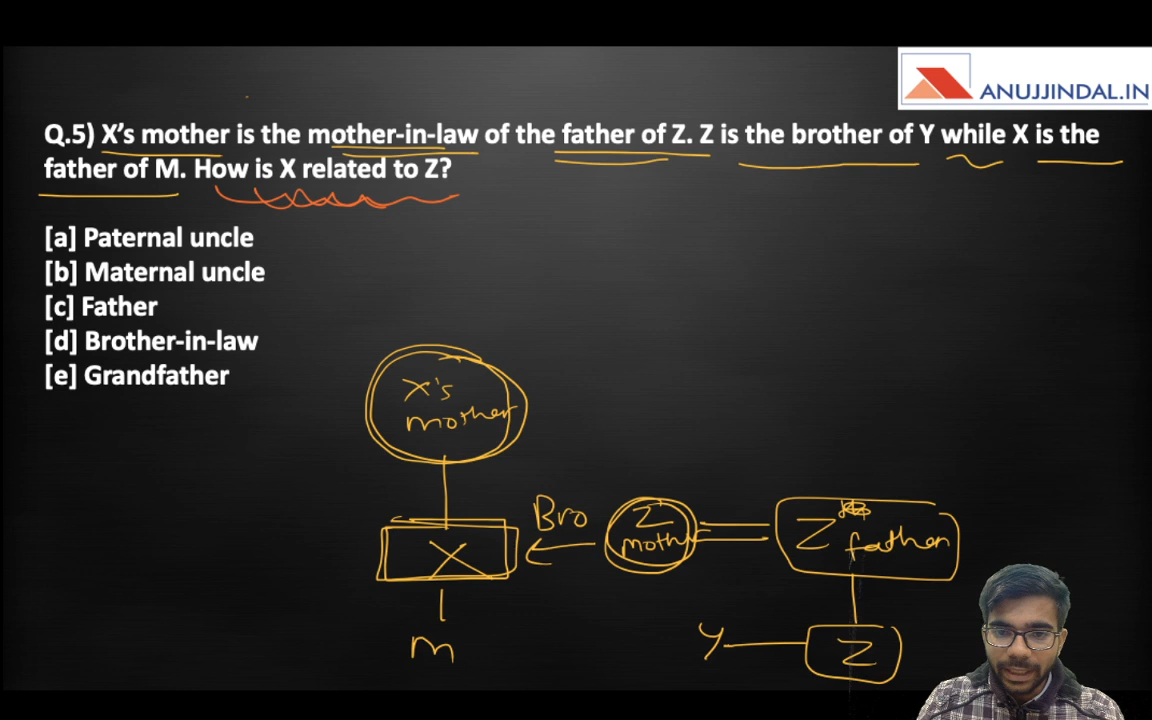 ANUJJINDAL.IN
Q.5) X’s mother is the mother-in-law of the father of Z. Z is the brother of Y while X is the
father of M. How is X related to Z?
[a] Paternal uncle
[b] Maternal uncle
[c] Father
[d] Brother-in-law
[e] Grandfather
X's
mother
Bro
Z
moth
Z
father
X
M
Y
Z